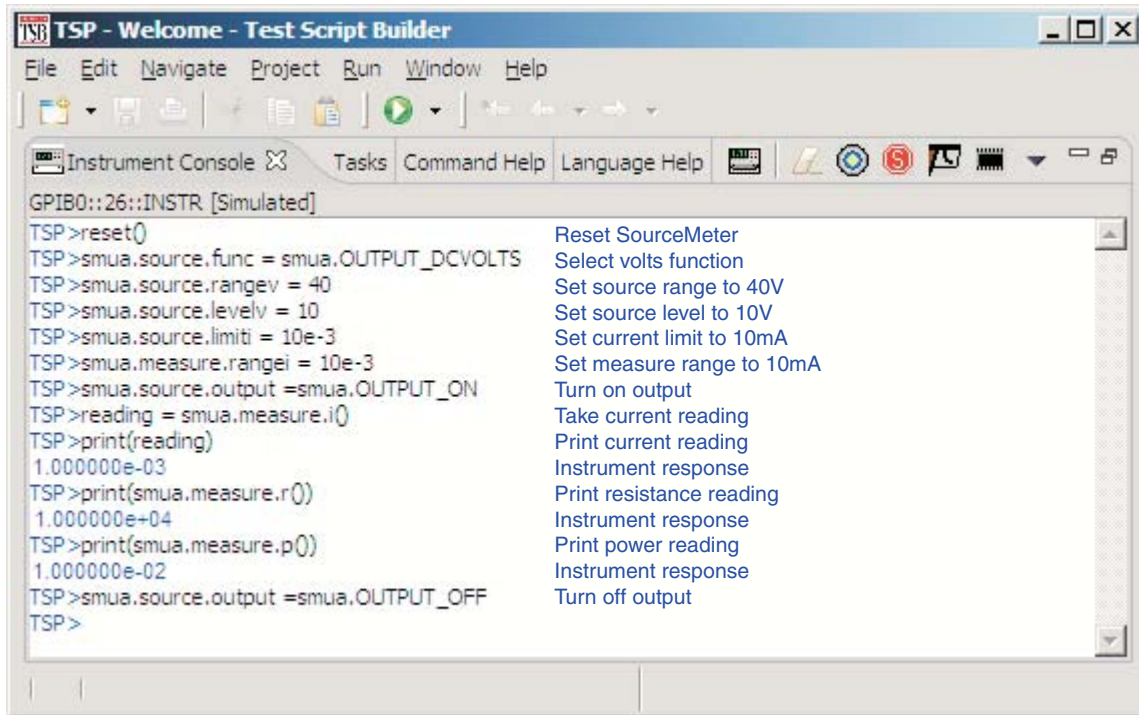 TSB TSP - Welcome - Test Script Builder
File Edit Navigate Project Run Window Help
Instrument Console Tasks Command Help Language Help
GPIB0::26::INSTR [Simulated]
TSP>reset() Reset SourceMeter
TSP>smua.source.func = smua.OUTPUT_DCVOLTS Select volts function
TSP>smua.source.rangev = 40 Set source range to 40V
TSP>smua.source.levelv = 10 Set source level to 10V
TSP>smua.source.limiti = 10e-3 Set current limit to 10mA
TSP>smua.measure.rangei = 10e-3 Set measure range to 10mA
TSP>smua.source.output =smua.OUTPUT_ON Turn on output
TSP>reading = smua.measure.i() Take current reading
TSP>print(reading) Print current reading
1.000000e-03 Instrument response
TSP>print(smua.measure.r()) Print resistance reading
1.000000e+04 Instrument response
TSP>print(smua.measure.p()) Print power reading
1.000000e-02 Instrument response
TSP>smua.source.output =smua.OUTPUT_OFF Turn off output
TSP>